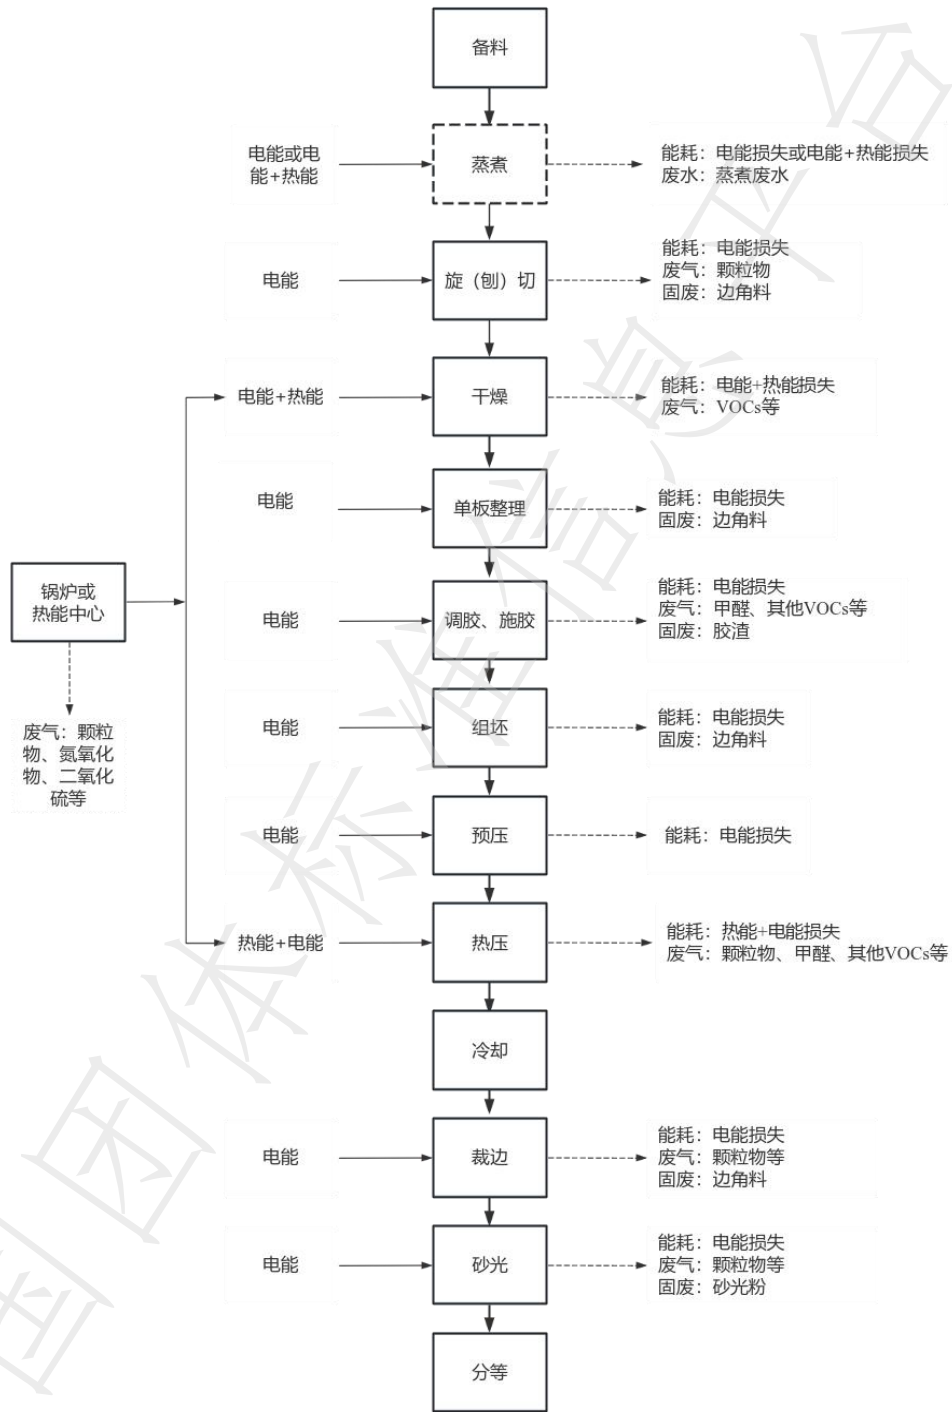 备料
电能或电
能+热能
蒸煮
能耗：电能损失或电能+热能损失
废水：蒸煮废水
电能
旋（刨）切
能耗：电能损失
废气：颗粒物
固废：边角料
电能+热能
干燥
能耗：电能+热能损失
废气：VOCs等
电能
单板整理
能耗：电能损失
固废：边角料
锅炉或
热能中心
废气：颗粒
物、氮氧化
物、二氧化
硫等
电能
调胶、施胶
能耗：电能损失
废气：甲醛、其他VOCs等
固废：胶渣
电能
组坯
能耗：电能损失
固废：边角料
电能
预压
能耗：电能损失
热能+电能
热压
能耗：热能+电能损失
废气：颗粒物、甲醛、其他VOCs等
冷却
电能
裁边
能耗：电能损失
废气：颗粒物等
固废：边角料
电能
砂光
能耗：电能损失
废气：颗粒物等
固废：砂光粉
分等
国团体标准信息平台